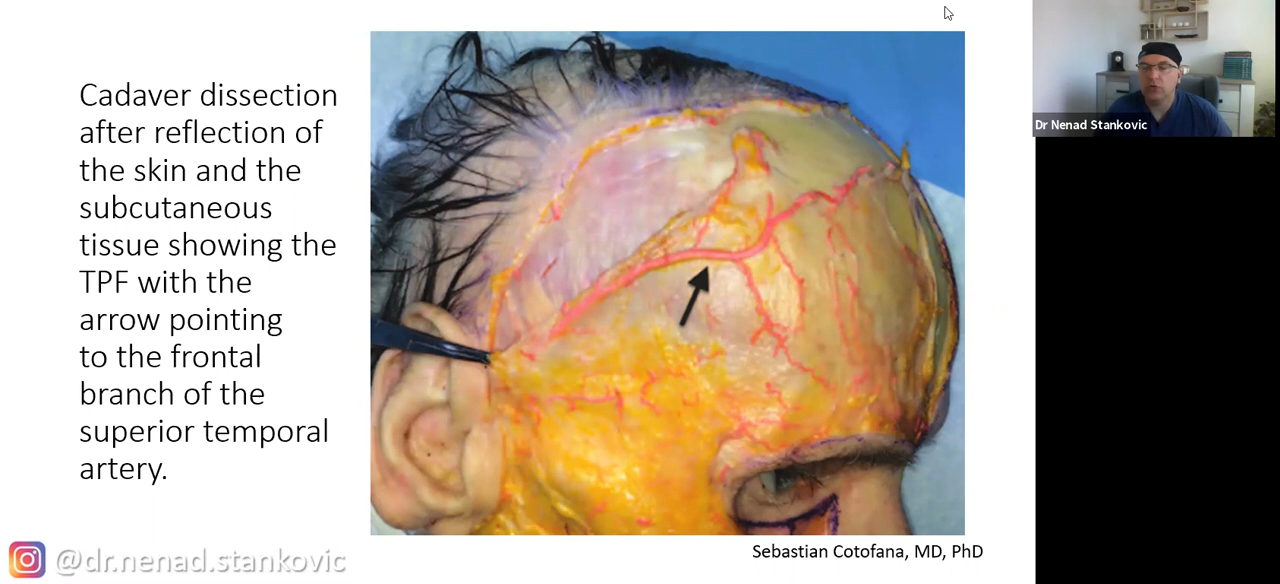 Cadaver dissection
after reflection of
the skin and the
subcutaneous
tissue showing the
TPF with the
arrow pointing
to the frontal
branch of the
superior temporal
artery.
@dr.nenad.stankovic
Sebastian Cotofana, MD, PhD
Dr Nenad Stankovic